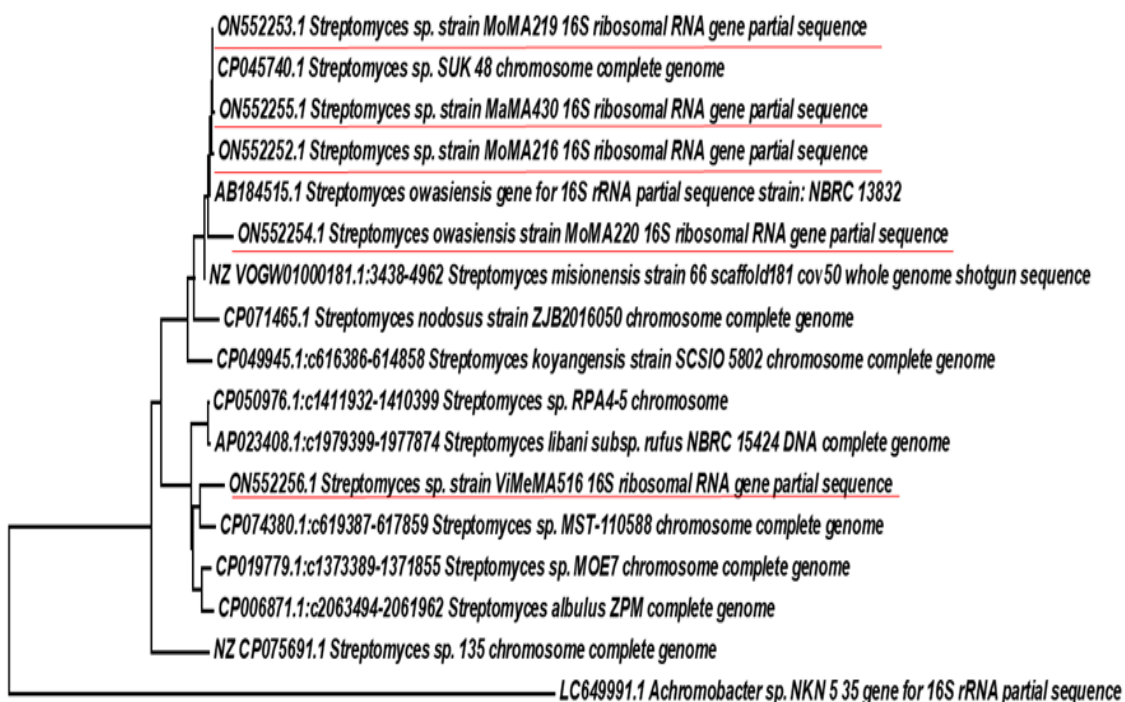 ON552253.1 Streptomyces sp. strain MoMA219 16S ribosomal RNA gene partial sequence
CP045740.1 Streptomyces sp. SUK 48 chromosome complete genome
ON552255.1 Streptomyces sp. strain MaMA430 16S ribosomal RNA gene partial sequence
ON552252.1 Streptomyces sp. strain MoMA216 16S ribosomal RNA gene partial sequence
AB184515.1 Streptomyces owasiensis gene for 16S rRNA partial sequence strain: NBRC 13832
ON552254.1 Streptomyces owasiensis strain MoMA220 16S ribosomal RNA gene partial sequence
NZ VOGW01000181.1:3438-4962 Streptomyces misionensis strain 66 scaffold181 cov50 whole genome shotgun sequence
CP071465.1 Streptomyces nodosus strain ZJB2016050 chromosome complete genome
CP049945.1:c616386-614858 Streptomyces koyangensis strain SCSIO 5802 chromosome complete genome
CP050976.1:c1411932-1410399 Streptomyces sp. RPA4-5 chromosome
AP023408.1:c1979399-1977874 Streptomyces libani subsp. rufus NBRC 15424 DNA complete genome
ON552256.1 Streptomyces sp. strain ViMeMA516 16S ribosomal RNA gene partial sequence
CP074380.1:c619387-617859 Streptomyces sp. MST-110588 chromosome complete genome
CP019779.1:c1373389-1371855 Streptomyces sp. MOE7 chromosome complete genome
CP006871.1:c2063494-2061962 Streptomyces albulus ZPM complete genome
NZ CP075691.1 Streptomyces sp. 135 chromosome complete genome
LC649991.1 Achromobacter sp. NKN 5 35 gene for 16S rRNA partial sequence